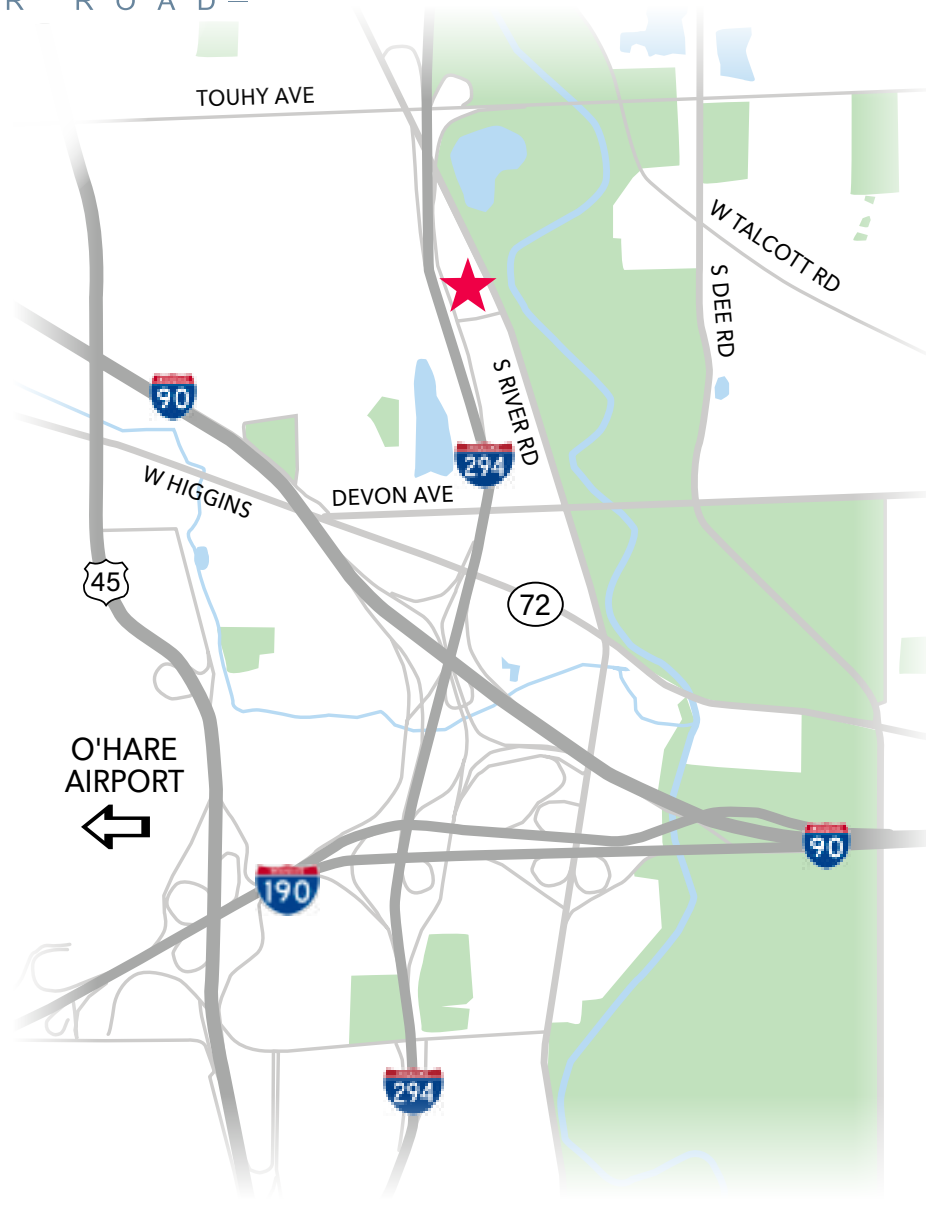 R ROAD—
TOUHY AVE
W TALCOTT RD
S DEE RD
90
S RIVER RD
294
W HIGGINS
DEVON AVE
45
72
O'HARE
AIRPORT
90
190
294